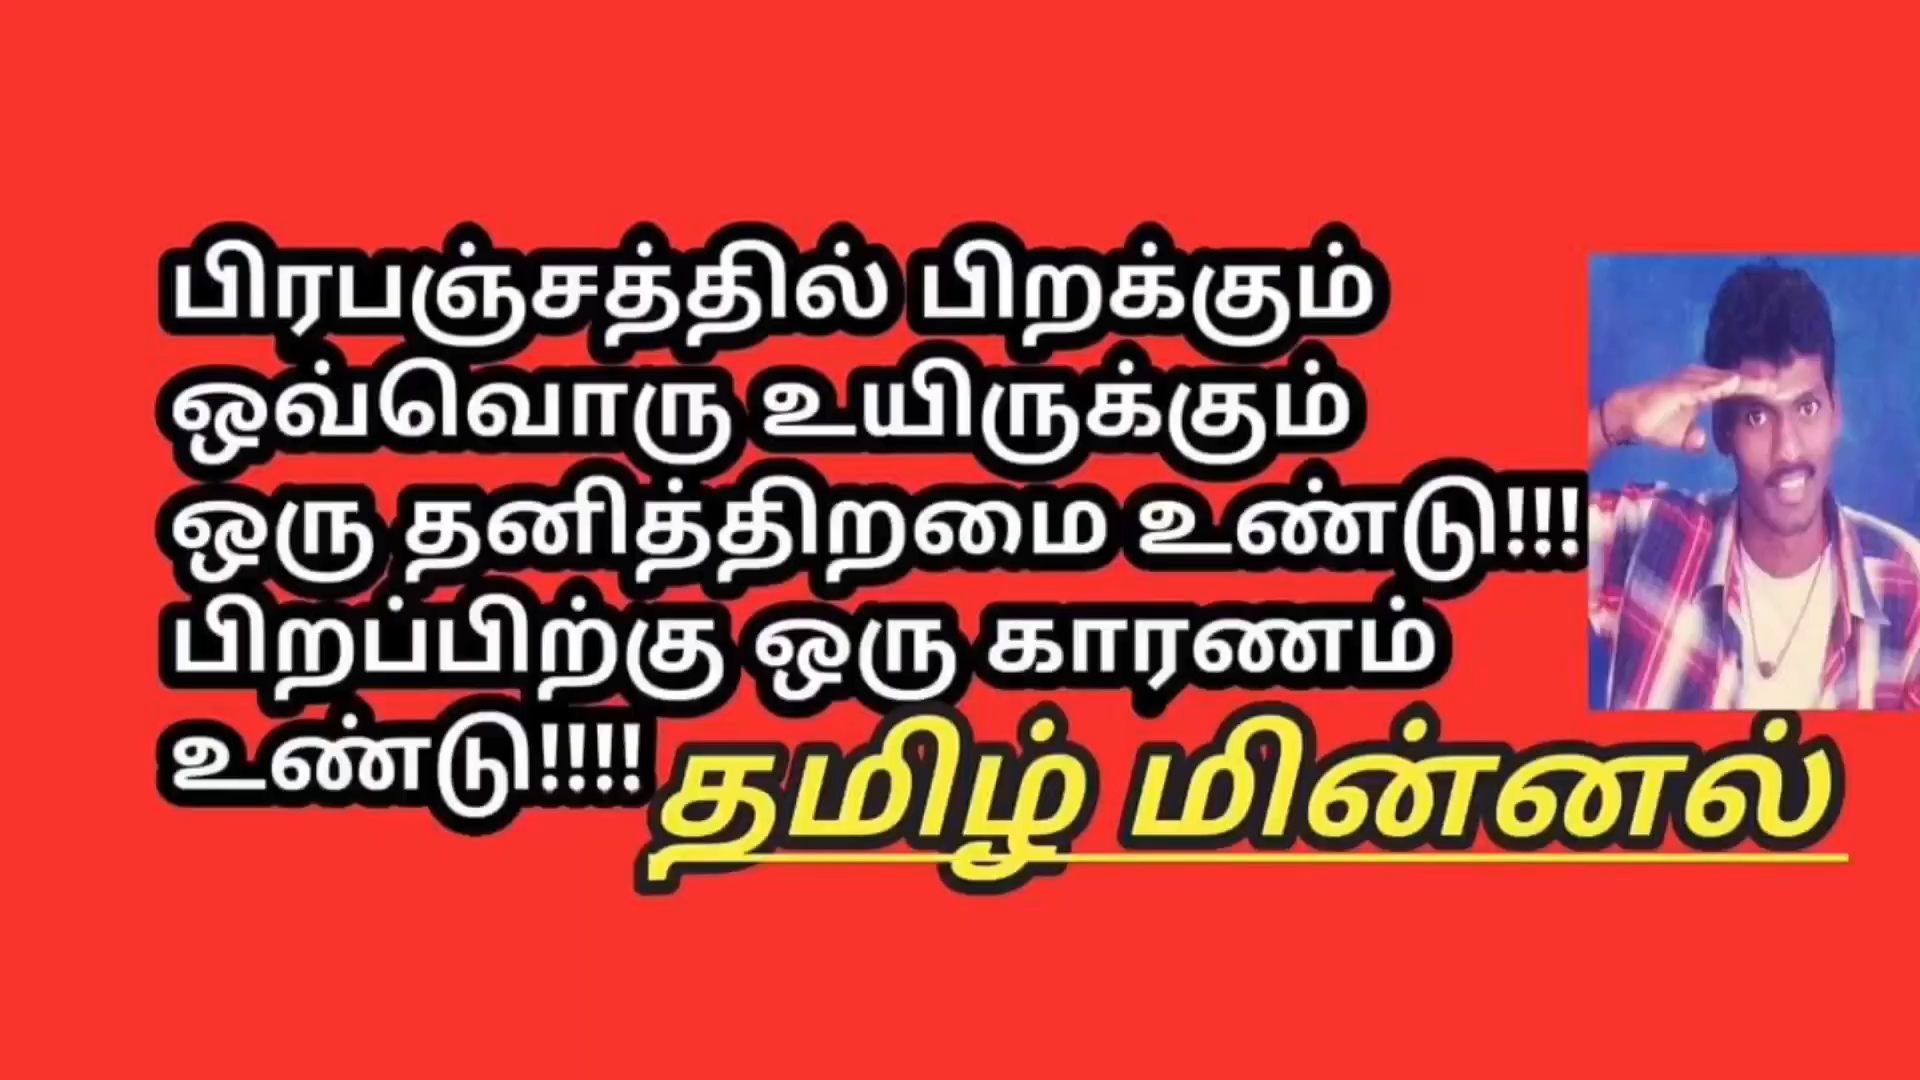 பிரபஞ்சத்தில் பிறக்கும்
ஒவ்வொரு உயிருக்கும்
ஒரு தனித்திறமை உண்டு!!!
பிறப்பிற்கு ஒரு காரணம்
உண்டு!!!!
தமிழ் மின்னல்